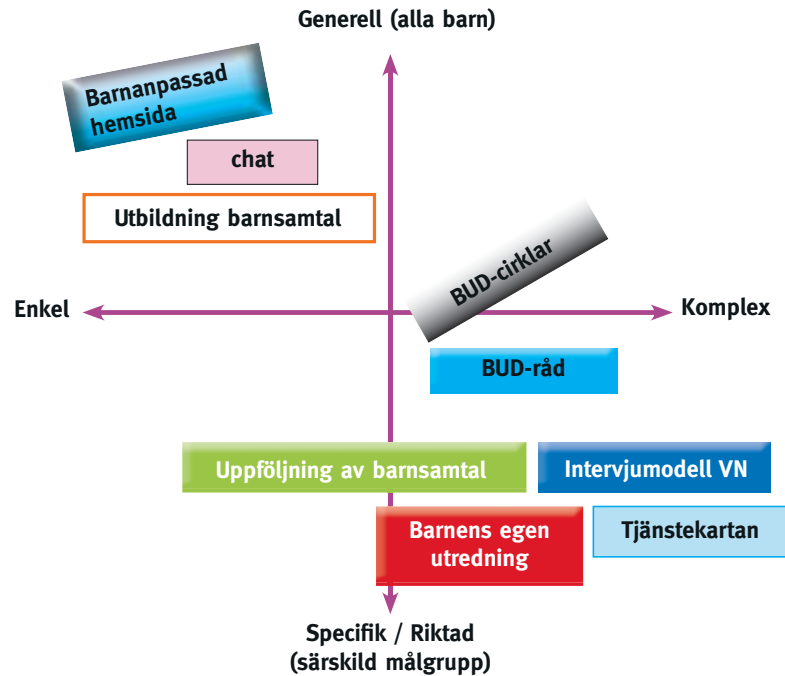 Generell (alla barn)
Barnanpassad
hemsida
chat
Utbildning barnsamtal
BUD-cirklar
Enkel
Komplex
BUD-råd
Uppföljning av barnsamtal
Intervjumodell VN
Barnens egen
utredning
Tjänstekartan
Specifik / Riktad
(särskild målgrupp)